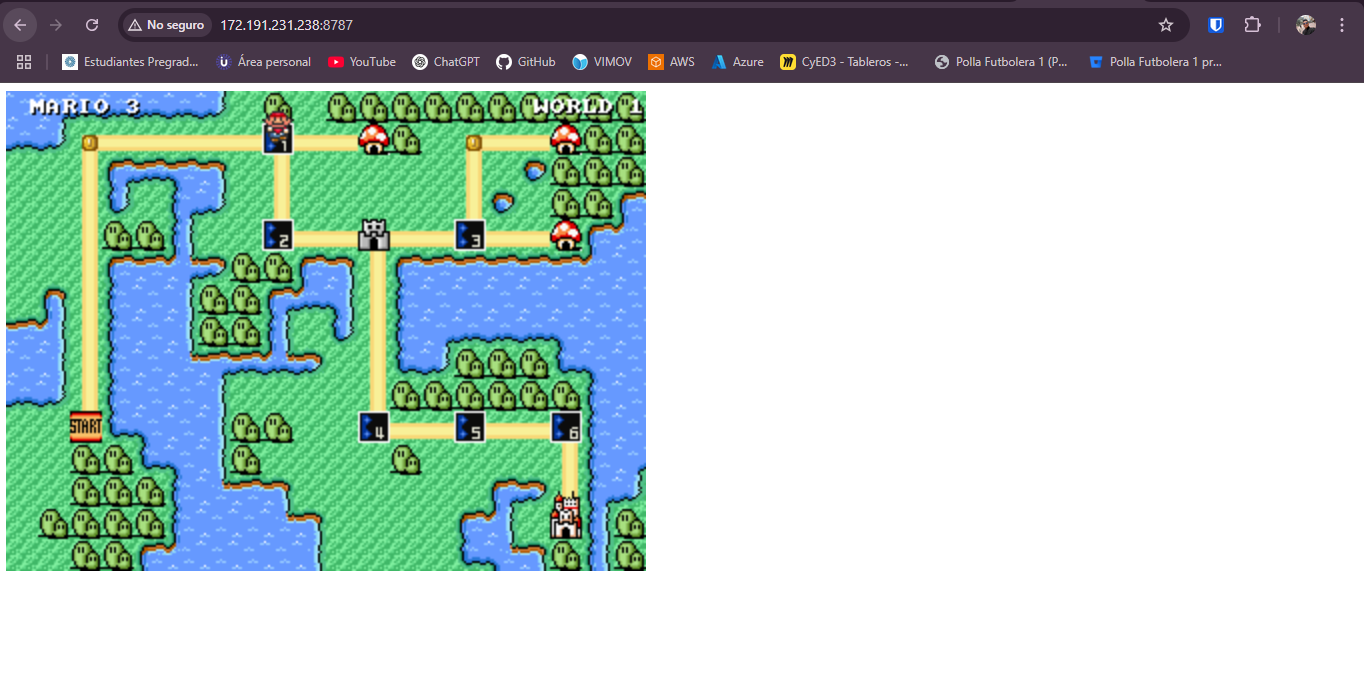 No seguro
172.191.231.238:8787
Estudiantes Pregrad...
Área personal
YouTube
ChatGPT
GitHub
VIMOV
AWS
Azure
CyED3 - Tableros -...
Polla Futbolera 1 (P...
Polla Futbolera 1 pr...
MARIO 3
WORLD 1
1
2
3
START
4
5
6